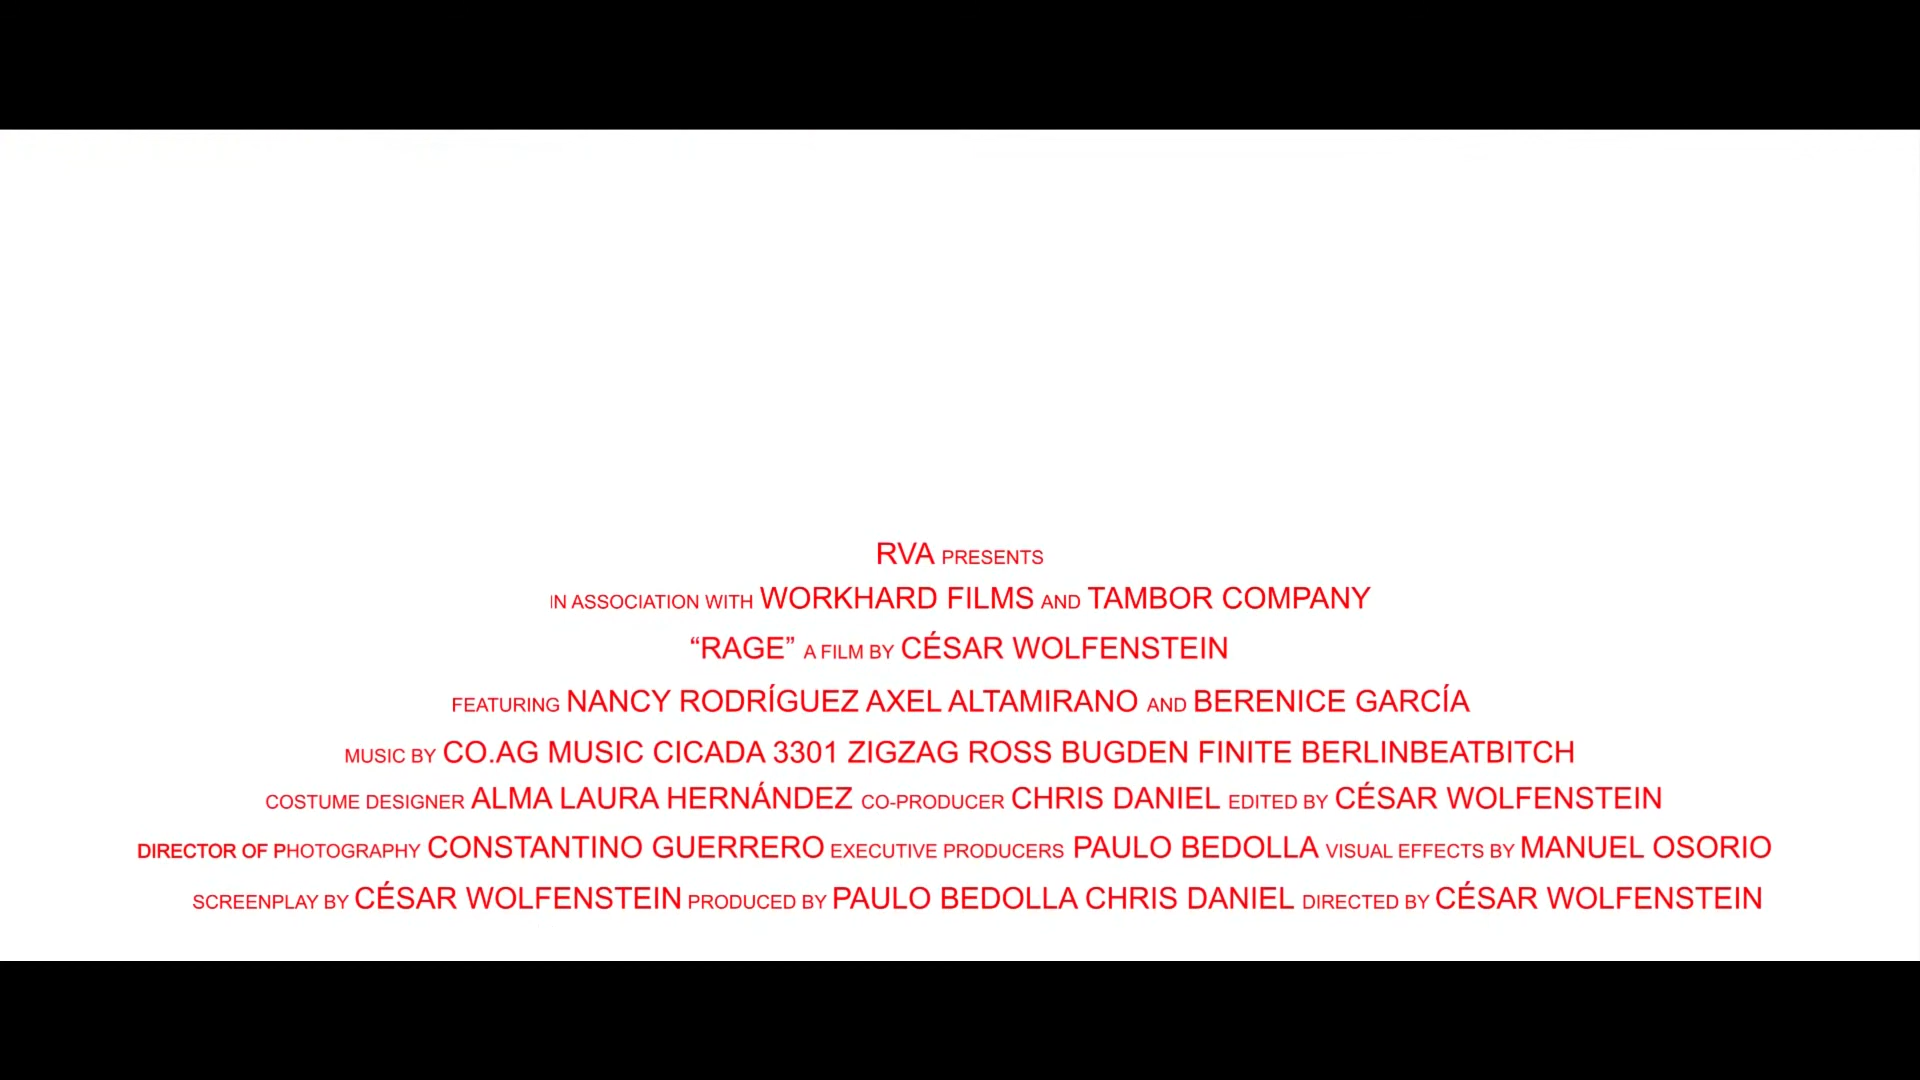 RVA PRESENTS
IN ASSOCIATION WITH WORKHARD FILMS AND TAMBOR COMPANY
“RAGE” A FILM BY CÉSAR WOLFENSTEIN
FEATURING NANCY RODRÍGUEZ AXEL ALTAMIRANO AND BERENICE GARCÍA
MUSIC BY CO.AG MUSIC CICADA 3301 ZIGZAG ROSS BUGDEN FINITE BERLINBEATBITCH
COSTUME DESIGNER ALMA LAURA HERNÁNDEZ CO-PRODUCER CHRIS DANIEL EDITED BY CÉSAR WOLFENSTEIN
DIRECTOR OF PHOTOGRAPHY CONSTANTINO GUERRERO EXECUTIVE PRODUCERS PAULO BEDOLLA VISUAL EFFECTS BY MANUEL OSORIO
SCREENPLAY BY CÉSAR WOLFENSTEIN PRODUCED BY PAULO BEDOLLA CHRIS DANIEL DIRECTED BY CÉSAR WOLFENSTEIN